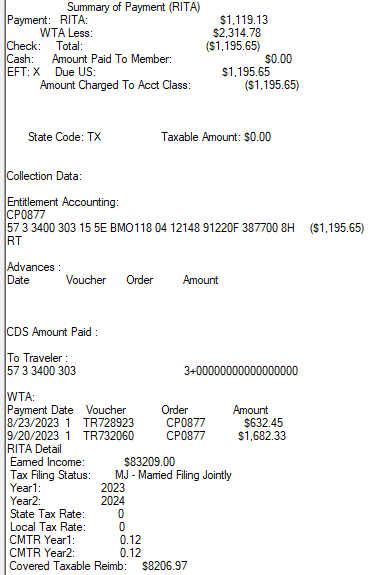 Summary of Payment (RITA)
Payment: RITA: $1,119.13
WTA Less: $2,314.78
Check: Total: ($1,195.65)
Cash: Amount Paid To Member: $0.00
EFT: X Due US: $1,195.65
Amount Charged To Acct Class: ($1,195.65)
State Code: TX Taxable Amount: $0.00
Collection Data:
Entitlement Accounting:
CP0877
57 3 3400 303 15 5E BMO118 04 12148 91220F 387700 8H ($1,195.65)
RT
Advances :
Date Voucher Order Amount
CDS Amount Paid :
To Traveler :
57 3 3400 303 3+00000000000000000
WTA:
Payment Date Voucher Order Amount
8/23/2023 1 TR728923 CP0877 $632.45
9/20/2023 1 TR732060 CP0877 $1,682.33
RITA Detail
Earned Income: $83209.00
Tax Filing Status: MJ - Married Filing Jointly
Year1: 2023
Year2: 2024
State Tax Rate: 0
Local Tax Rate: 0
CMTR Year1: 0.12
CMTR Year2: 0.12
Covered Taxable Reimb: $8206.97